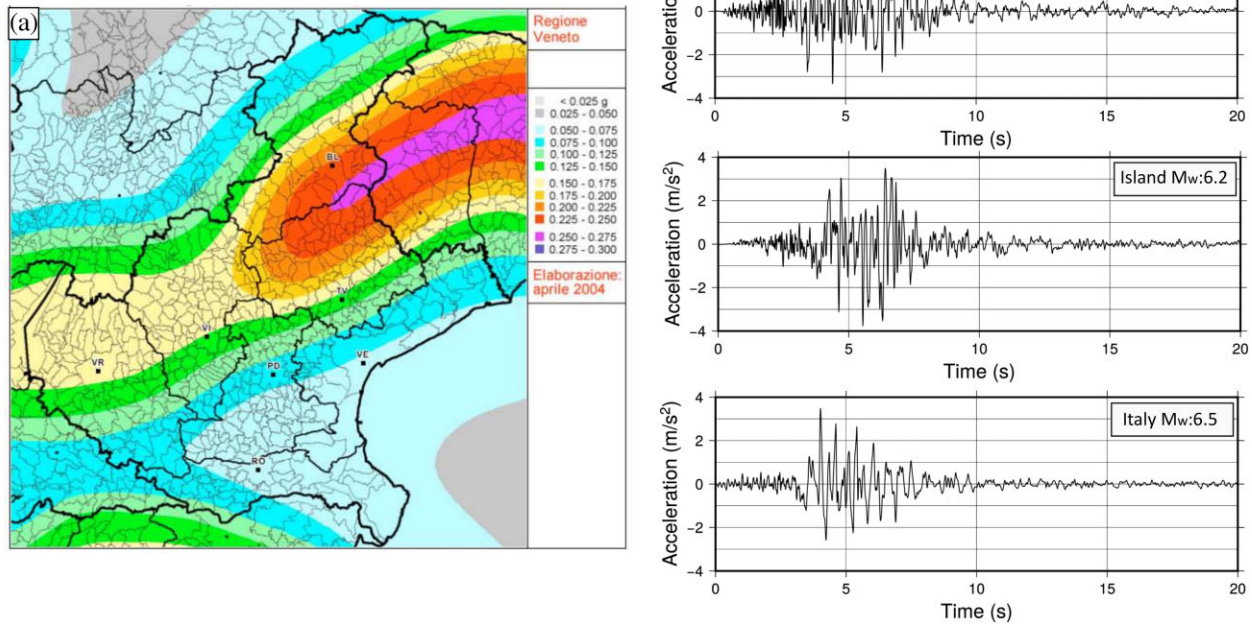 (a)
Regione
Veneto
< 0.025 g
0.025 - 0.050
0.050 - 0.075
0.075 - 0.100
0.100 - 0.125
0.125 - 0.150
0.150 - 0.175
0.175 - 0.200
0.200 - 0.225
0.225 - 0.250
0.250 - 0.275
0.275 - 0.300
Elaborazione:
aprile 2004
BL
TV
VI
VR
PD
VE
RO
Acceleration (m/s
0
−2
−4
0 5 10 15 20
Time (s)
Acceleration (m/s²)
4
2
0
−2
−4
Island Mw:6.2
0 5 10 15 20
Time (s)
Acceleration (m/s²)
4
2
0
−2
−4
Italy Mw:6.5
0 5 10 15 20
Time (s)